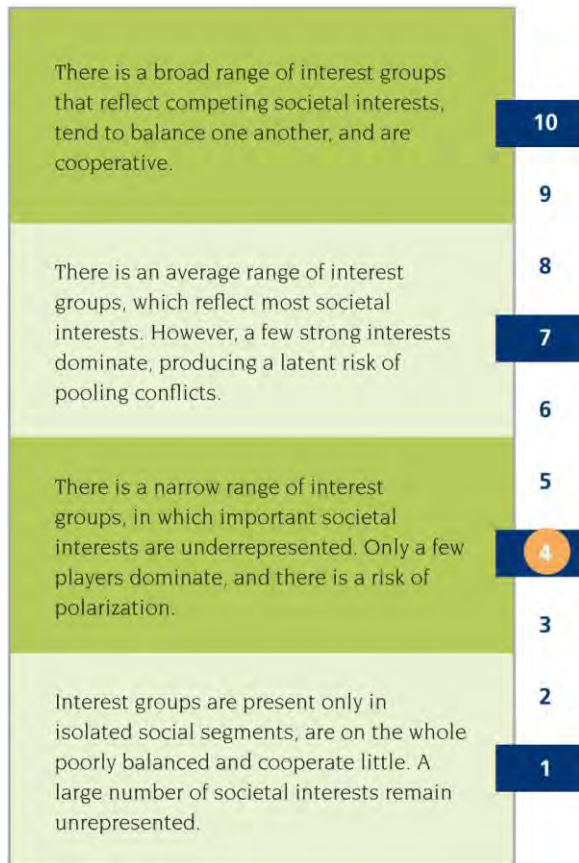 There is a broad range of interest groups
that reflect competing societal interests,
tend to balance one another, and are
cooperative.
10
9
8
There is an average range of interest
groups, which reflect most societal
interests. However, a few strong interests
dominate, producing a latent risk of
pooling conflicts.
7
6
5
There is a narrow range of interest
groups, in which important societal
interests are underrepresented. Only a few
players dominate, and there is a risk of
polarization.
4
3
2
Interest groups are present only in
isolated social segments, are on the whole
poorly balanced and cooperate little. A
large number of societal interests remain
unrepresented.
1